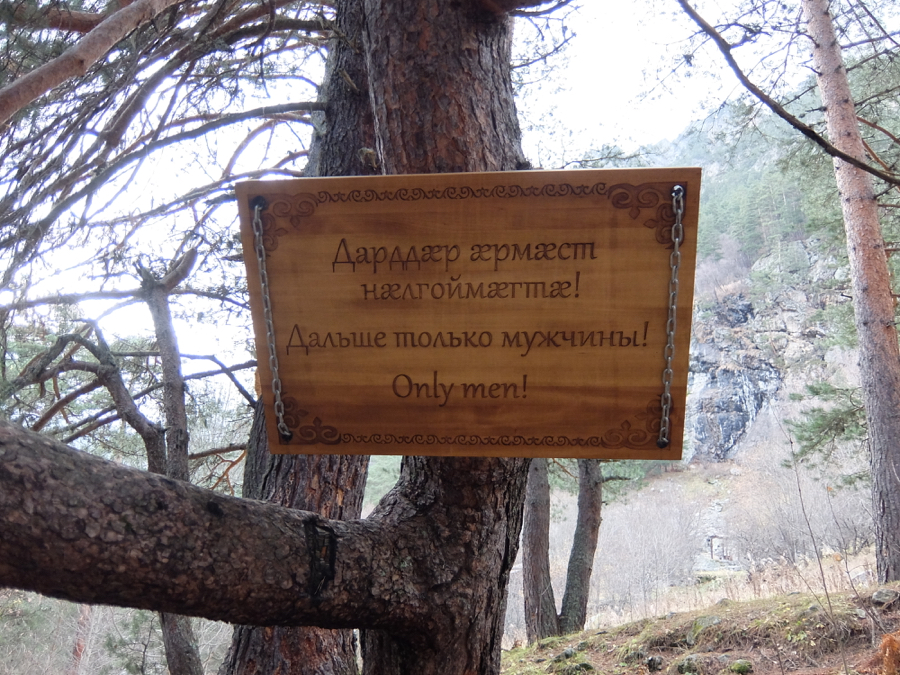 Дарддæр æрмæст
нæлгоймæгтæ!
Дальше только мужчины!
Only men!